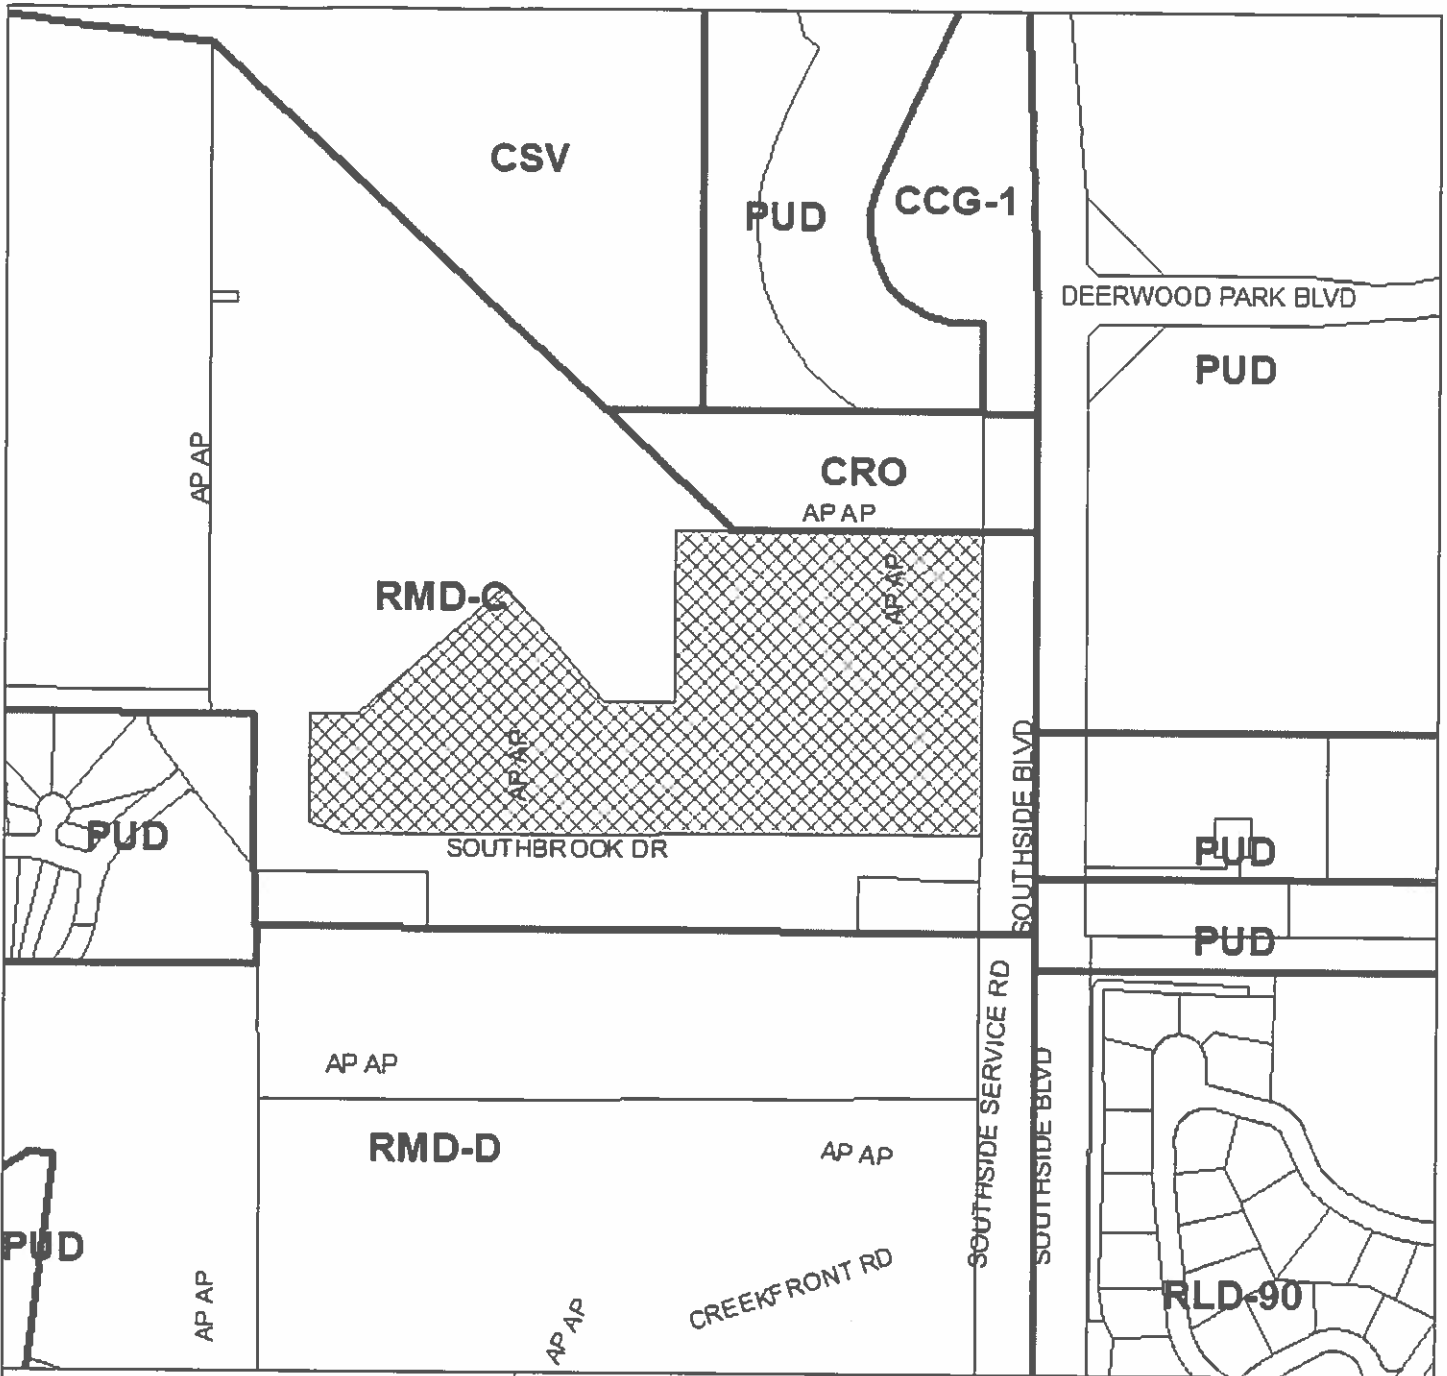 CSV
PUD
CCG-1
DEERWOOD PARK BLVD
PUD
AP AP
CRO
AP AP
AP AP
RMD-C
AP AP
SOUTHSIDE BLVD
PUD
SOUTHBROOK DR
PUD
PUD
SOUTHSIDE SERVICE RD
AP AP
SOUTHSIDE BLVD
RMD-D
AP AP
PUD
AP AP
AP AP
CREEKFRONT RD
RLD-90